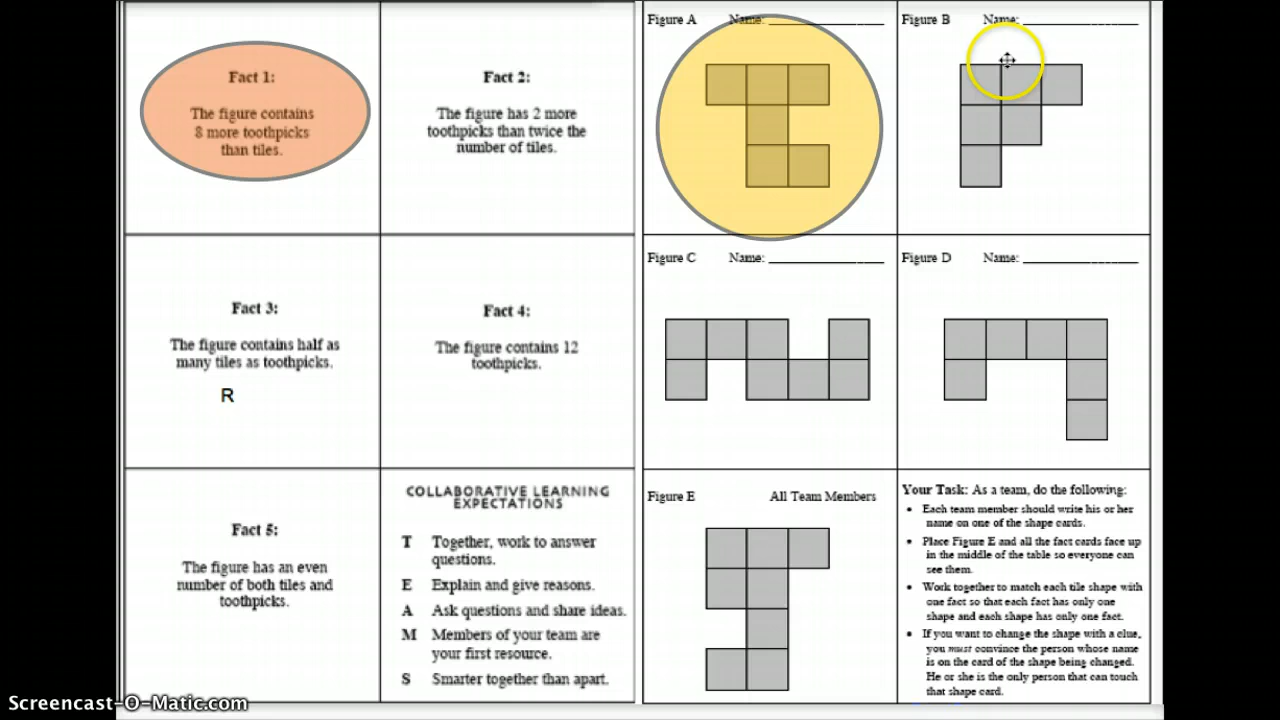 Fact 1:
The figure contains
8 more toothpicks
than tiles.
Fact 2:
The figure has 2 more
toothpicks than twice the
number of tiles.
Fact 3:
The figure contains half as
many tiles as toothpicks.
R
Fact 4:
The figure contains 12
toothpicks.
Fact 5:
The figure has an even
number of both tiles and
toothpicks.
COLLABORATIVE LEARNING
EXPECTATIONS
T Together, work to answer
questions.
E Explain and give reasons.
A Ask questions and share ideas.
M Members of your team are
your first resource.
S Smarter together than apart.
Figure A Name: ____________
Figure B Name: ____________
Figure C Name: ____________
Figure D Name: ____________
Figure E All Team Members
Your Task: As a team, do the following:
• Each team member should write his or her
name on one of the shape cards.
• Place Figure E and all the fact cards face up
in the middle of the table so everyone can
see them.
• Work together to match each tile shape with
one fact so that each fact has only one
shape and each shape has only one fact.
• If you want to change the shape with a clue,
you must convince the person whose name
is on the card of the shape being changed.
He or she is the only person that can touch
that shape card.
Screencast-O-Matic.com